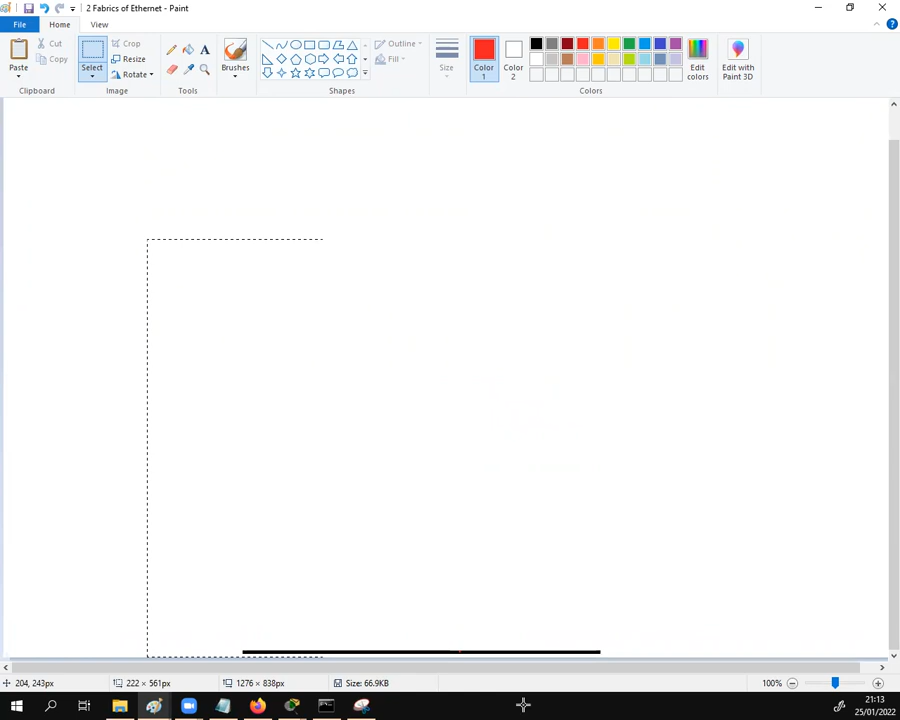 2 Fabrics of Ethernet - Paint
File
Home
View
Paste
Cut
Copy
Clipboard
Select
Crop
Resize
Rotate
Image
A
Tools
Brushes
Outline
Fill
Shapes
Size
Color 1
Color 2
Edit colors
Colors
Edit with Paint 3D
204, 243px
222 × 561px
1276 × 838px
Size: 66.9KB
100%
21:13
25/01/2022